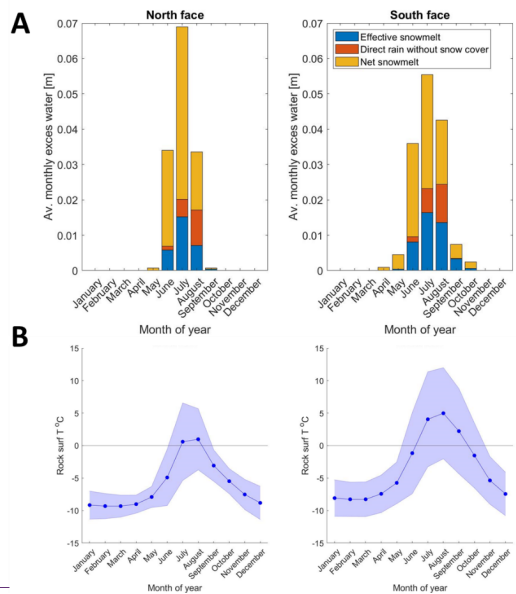 A
North face
South face
Effective snowmelt
Direct rain without snow cover
Net snowmelt
Av. monthly exces water [m]
0.07
0.06
0.05
0.04
0.03
0.02
0.01
0
January
February
March
April
May
June
July
August
September
October
November
December
Month of year
Av. monthly exces water [m]
0.07
0.06
0.05
0.04
0.03
0.02
0.01
0
January
February
March
April
May
June
July
August
September
October
November
December
Month of year
B
Rock surf T °C
15
10
5
0
-5
-10
-15
January
February
March
April
May
June
July
August
September
October
November
December
Month of year
Rock surf T °C
15
10
5
0
-5
-10
-15
January
February
March
April
May
June
July
August
September
October
November
December
Month of year